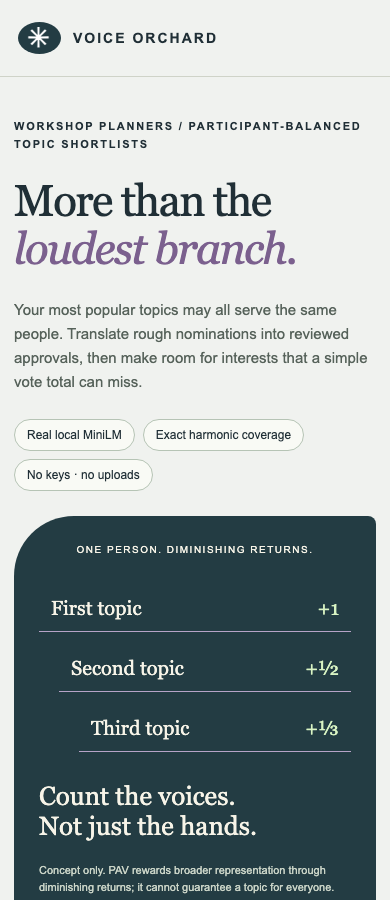 VOICE ORCHARD
WORKSHOP PLANNERS / PARTICIPANT-BALANCED
TOPIC SHORTLISTS
More than the
loudest branch.
Your most popular topics may all serve the same
people. Translate rough nominations into reviewed
approvals, then make room for interests that a simple
vote total can miss.
Real local MiniLM
Exact harmonic coverage
No keys · no uploads
ONE PERSON. DIMINISHING RETURNS.
First topic +1
Second topic +½
Third topic +⅓
Count the voices.
Not just the hands.
Concept only. PAV rewards broader representation through
diminishing returns; it cannot guarantee a topic for everyone.